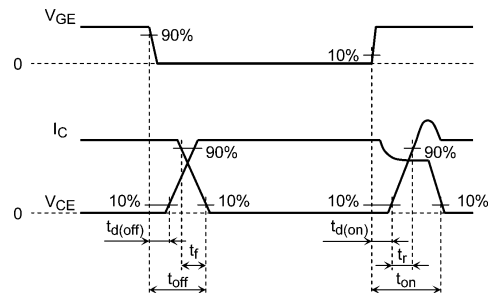 V_GE
90%
10%
0
I_C
90%
90%
V_CE
10%
10%
10%
10%
0
t_d(off)
t_d(on)
t_f
t_r
t_off
t_on